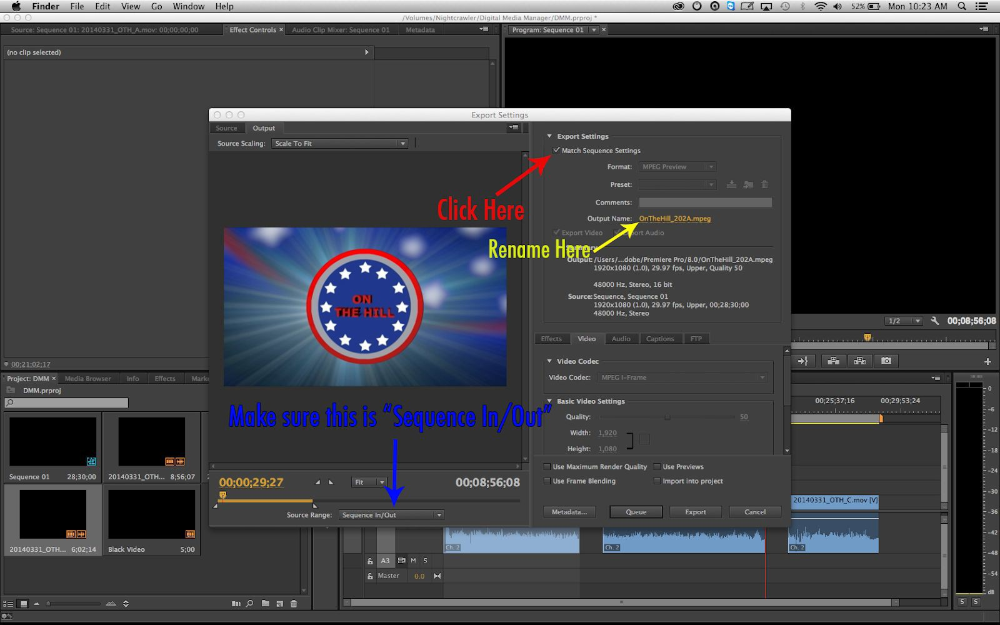 Finder File Edit View Go Window Help
52% Mon 10:23 AM
/Volumes/Nightcrawler/Digital Media Manager/DMM.prproj *
Source: Sequence 01: 20140331_OTH_A.mov: 00;00;00;00
Effect Controls ×
Audio Clip Mixer: Sequence 01
Metadata
Program: Sequence 01 ×
(no clip selected)
Export Settings
Source
Output
Source Scaling: Scale To Fit
Export Settings
Match Sequence Settings
Format: MPEG Preview
Preset:
Click Here
Comments:
Output Name: OnTheHill_202A.mpeg
Export Video
Audio
Rename Here
Output: /Users/...dobe/Premiere Pro/8.0/OnTheHill_202A.mpeg
1920x1080 (1.0), 29.97 fps, Upper, Quality 50
48000 Hz, Stereo, 16 bit
Source: Sequence, Sequence 01
1920x1080 (1.0), 29.97 fps, Upper, 00;28;30;00
48000 Hz, Stereo
ON
THE HILL
1/2
00;08;56;08
Effects Video Audio Captions FTP
Video Codec
Video Codec: MPEG I-Frame
Basic Video Settings
Quality: 50
Width: 1,920
Height: 1,080
Make sure this is “Sequence In/Out”
Use Maximum Render Quality
Use Previews
Use Frame Blending
Import into project
00;00;29;27
Fit
00;08;56;08
Source Range: Sequence In/Out
Metadata...
Queue
Export
Cancel
00;21;02;17
Project: DMM ×
Media Browser
Info
Effects
DMM.prproj
Sequence 01 28;30;00
20140331_OTH... 8;56;07
20140331_OTH... 6;02;14
Black Video 5;00
00;25;37;16
00;29;53;24
20140331_OTH_C.mov [V]
Ch. 2
Ch. 2
Ch. 2
A3 M S
Master 0.0
0
-6
-12
-18
-24
-30
-36
-42
-48
-54
dB
S S